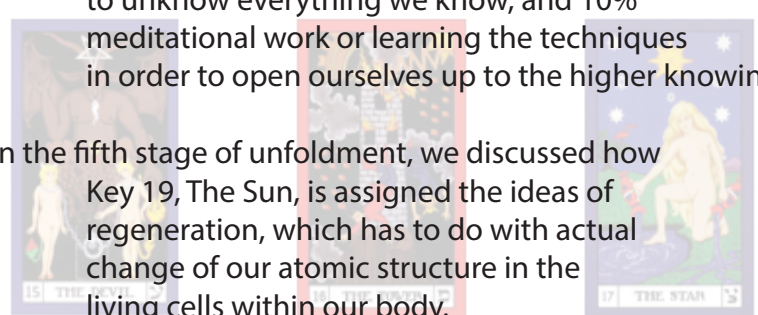 to unknow everything we know, and 10%
meditational work or learning the techniques
in order to open ourselves up to the higher knowin
n the fifth stage of unfoldment, we discussed how
Key 19, The Sun, is assigned the ideas of
regeneration, which has to do with actual
change of our atomic structure in the
living cells within our body.
15 THE DEVIL ע
16 THE TOWER פ
17 THE STAR צ